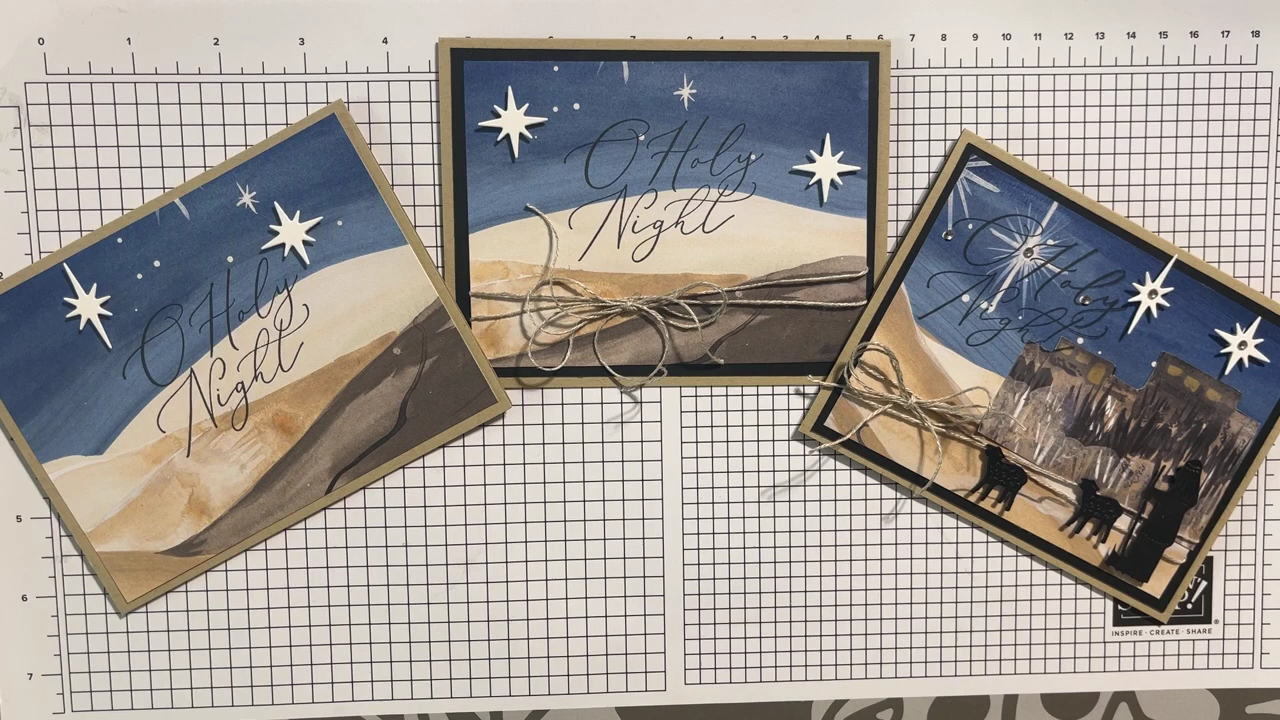 0 1 2 3 4
6 7 8 9 10 11 12 13 14 15 16 17 18
O Holy
Night
O Holy
Night
O Holy
Night
5
6
7
INSPIRE · CREATE · SHARE